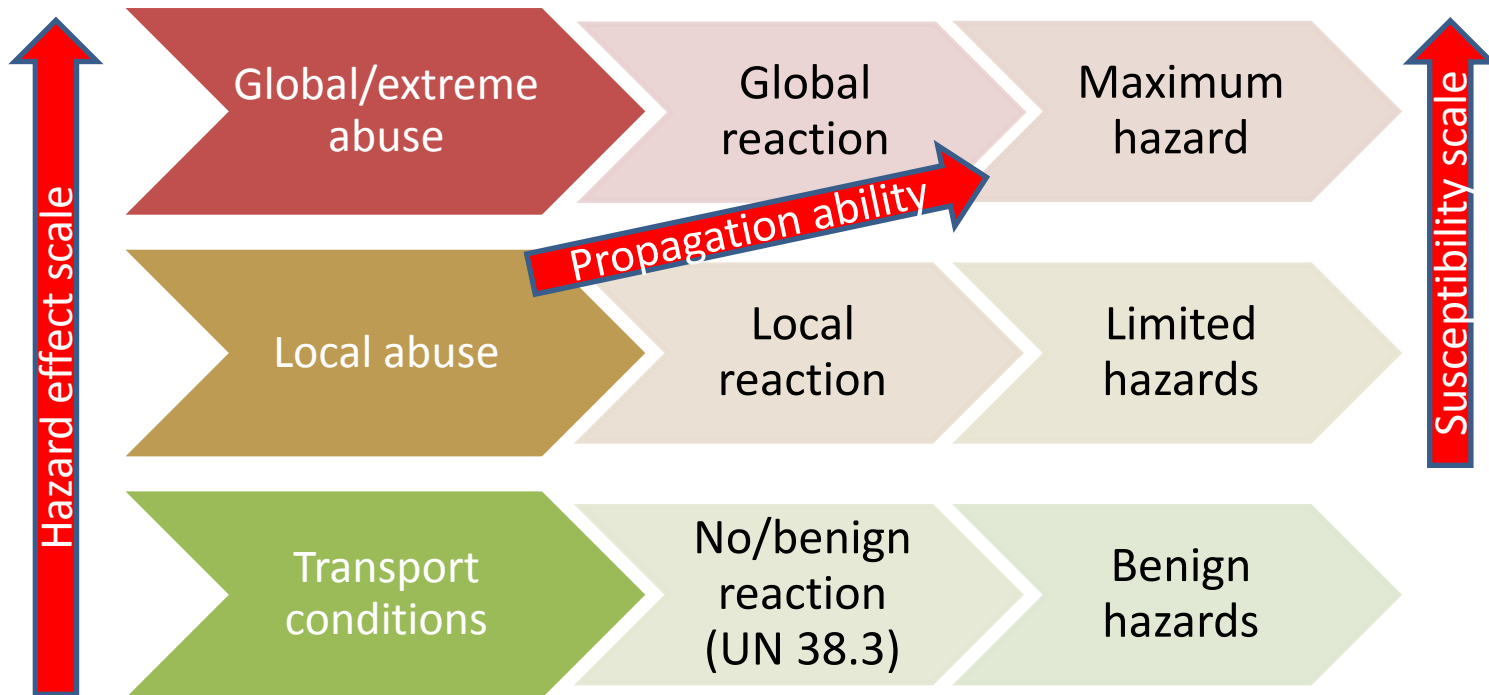 Hazard effect scale
Global/extreme
abuse
Global
reaction
Maximum
hazard
Susceptibility scale
Propagation ability
Local abuse
Local
reaction
Limited
hazards
Transport
conditions
No/benign
reaction
(UN 38.3)
Benign
hazards